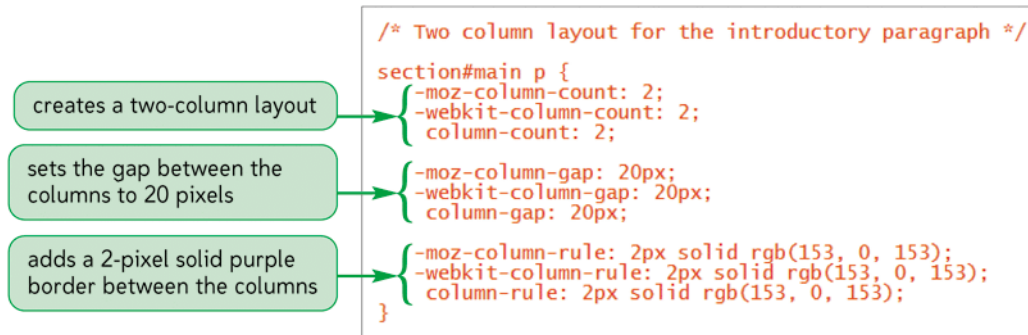 /* Two column layout for the introductory paragraph */
section#main p {
creates a two-column layout
-moz-column-count: 2;
-webkit-column-count: 2;
column-count: 2;
sets the gap between the
columns to 20 pixels
-moz-column-gap: 20px;
-webkit-column-gap: 20px;
column-gap: 20px;
adds a 2-pixel solid purple
border between the columns
-moz-column-rule: 2px solid rgb(153, 0, 153);
-webkit-column-rule: 2px solid rgb(153, 0, 153);
column-rule: 2px solid rgb(153, 0, 153);
}